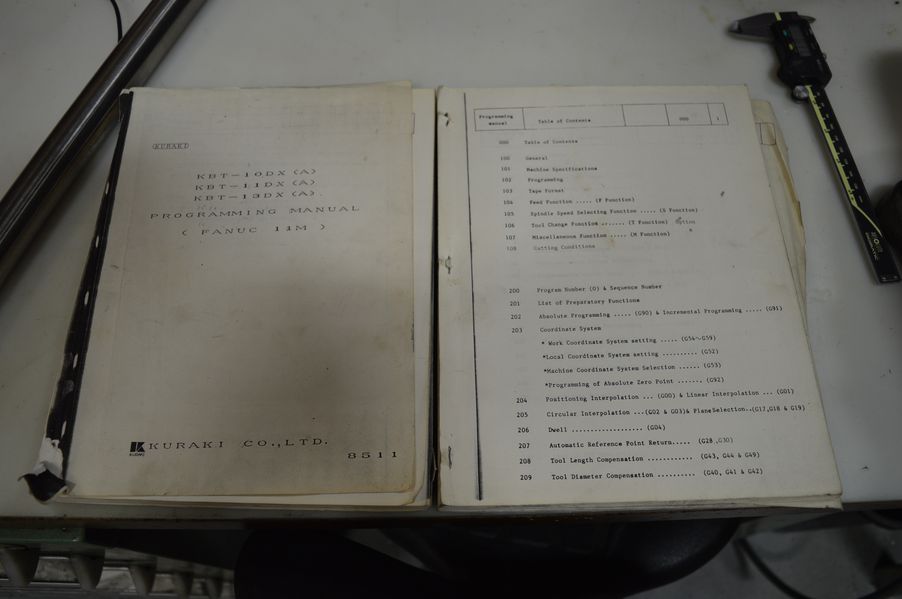 KURAKI
KBT-10DX (A)
KBT-11DX (A)
KBT-13DX (A)
PROGRAMMING MANUAL
( FANUC 11M )
KURAKI CO.,LTD.
8511
Programming manual Table of Contents 000 1
000 Table of Contents
100 General
101 Machine Specifications
102 Programming
103 Tape Format
104 Feed Function ..... (F Function)
105 Spindle Speed Selecting Function ..... (S Function)
106 Tool Change Function ....... (T Function) Option
107 Miscellaneous Function ..... (M Function)
108 Cutting Conditions
200 Program Number (O) & Sequence Number
201 List of Preparatory Functions
202 Absolute Programming ..... (G90) & Incremental Programming ..... (G91)
203 Coordinate System
* Work Coordinate System setting ..... (G54~G59)
*Local Coordinate System setting .......... (G52)
*Machine Coordinate System Selection ...... (G53)
*Programming of Absolute Zero Point ....... (G92)
204 Positioning Interpolation ... (G00) & Linear Interpolation ... (G01)
205 Circular Interpolation ...(G02 & G03)& Plane Selection..(G17,G18 & G19)
206 Dwell ................... (G04)
207 Automatic Reference Point Return..... (G28 ,G30)
208 Tool Length Compensation ............ (G43, G44 & G49)
209 Tool Diameter Compensation .......... (G40, G41 & G42)